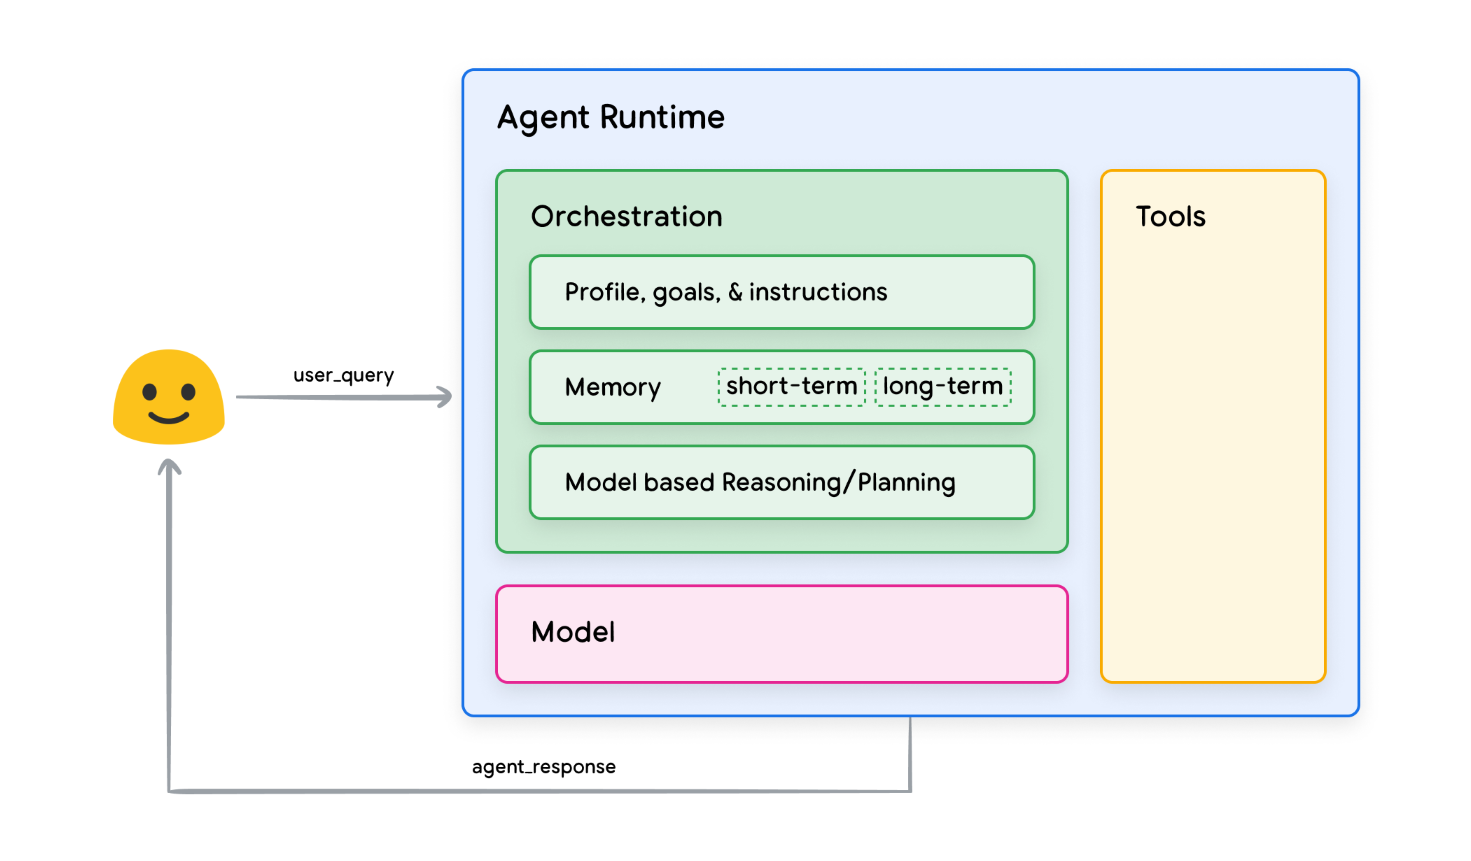 Agent Runtime
Orchestration
Profile, goals, & instructions
Memory short-term long-term
Model based Reasoning/Planning
Model
Tools
user_query
agent_response